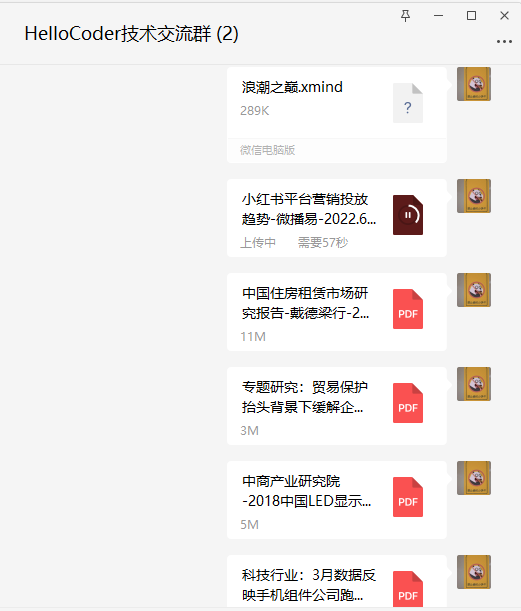 HelloCoder技术交流群 (2)
浪潮之巅.xmind
289K
?
微信电脑版
小红书平台营销投放
趋势-微播易-2022.6...
上传中 需要57秒
中国住房租赁市场研
究报告-戴德梁行-2...
PDF
11M
专题研究：贸易保护
抬头背景下缓解企...
PDF
3M
中商产业研究院
-2018中国LED显示...
PDF
5M
科技行业：3月数据反
映手机组件公司跑...
PDF